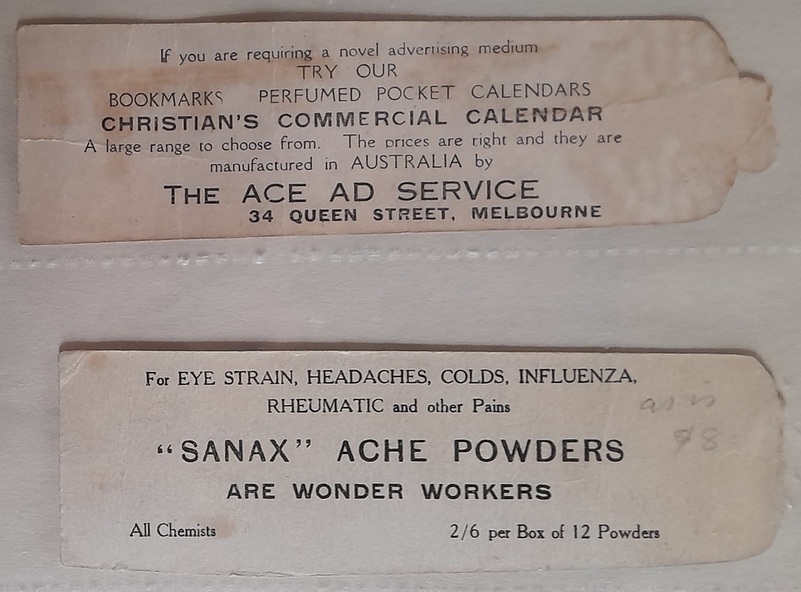 If you are requiring a novel advertising medium
TRY OUR
BOOKMARKS PERFUMED POCKET CALENDARS
CHRISTIAN'S COMMERCIAL CALENDAR
A large range to choose from. The prices are right and they are
manufactured in AUSTRALIA by
THE ACE AD SERVICE
34 QUEEN STREET, MELBOURNE
For EYE STRAIN, HEADACHES, COLDS, INFLUENZA,
RHEUMATIC and other Pains
as is
$8
"SANAX" ACHE POWDERS
ARE WONDER WORKERS
All Chemists 2/6 per Box of 12 Powders